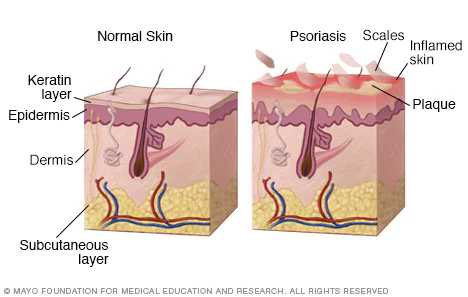 Normal Skin
Psoriasis
Scales
Inflamed
skin
Plaque
Keratin
layer
Epidermis
Dermis
Subcutaneous
layer
© MAYO FOUNDATION FOR MEDICAL EDUCATION AND RESEARCH. ALL RIGHTS RESERVED